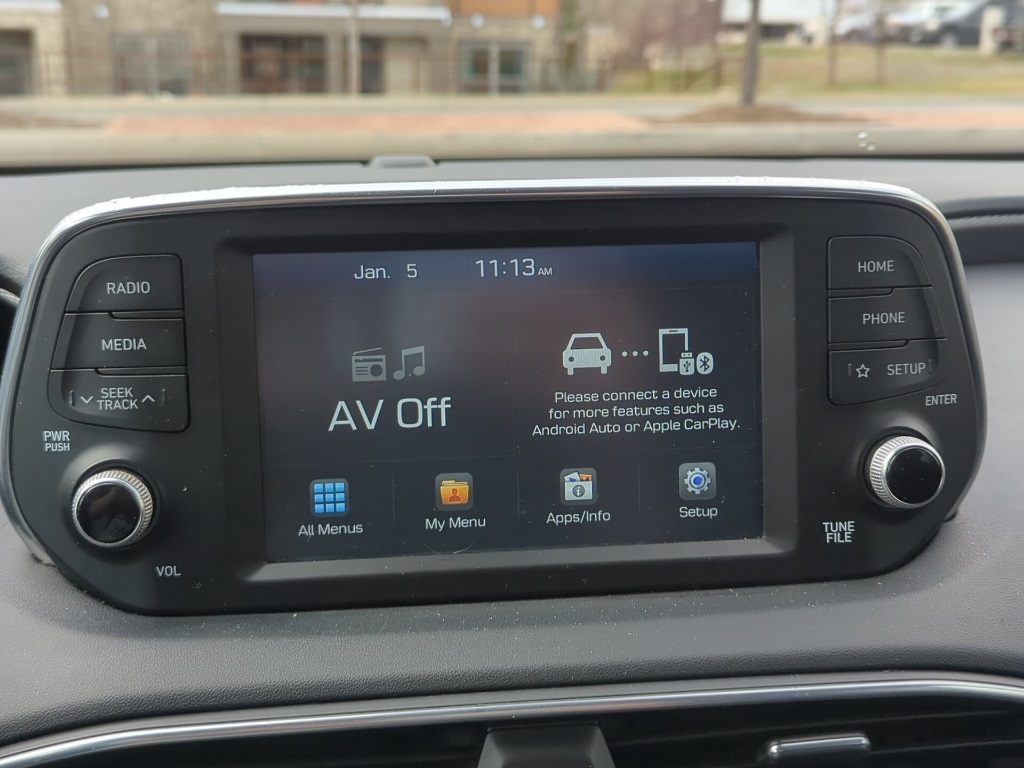 Jan. 5 11:13 AM
RADIO
MEDIA
SEEK
TRACK
PWR
PUSH
VOL
AV Off
Please connect a device
for more features such as
Android Auto or Apple CarPlay.
All Menus
My Menu
Apps/Info
Setup
HOME
PHONE
SETUP
ENTER
TUNE
FILE